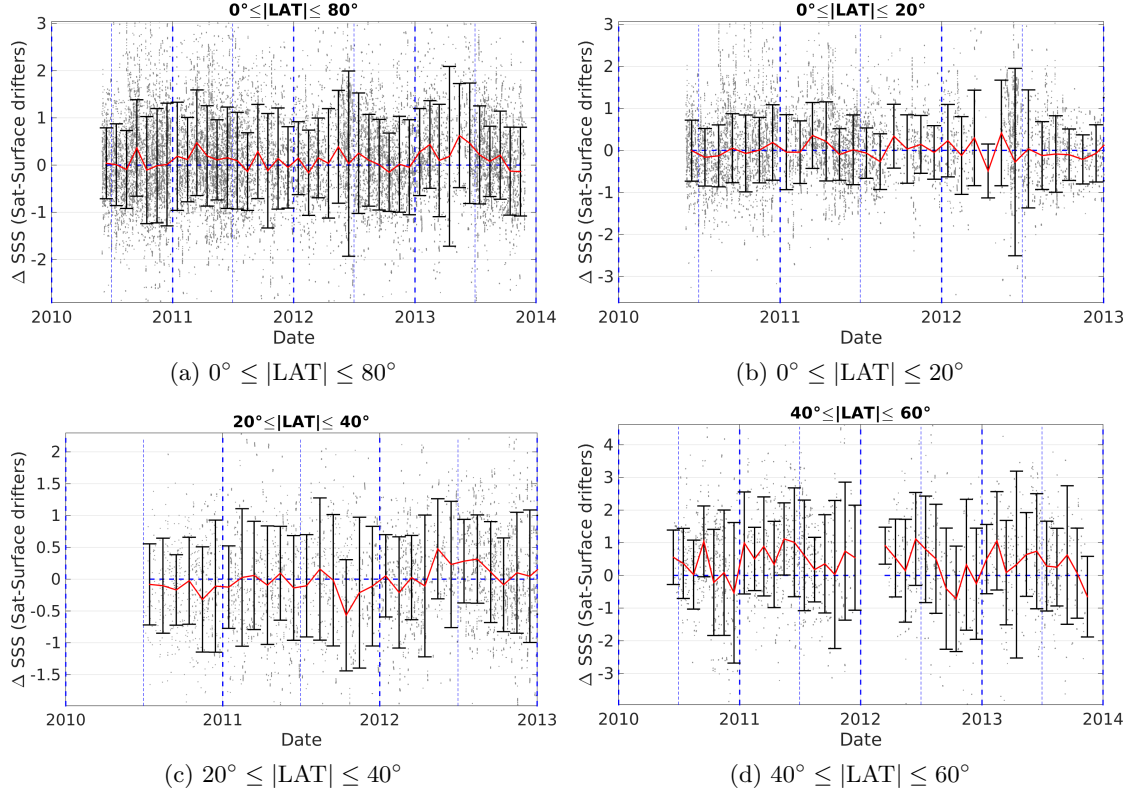 0°≤|LAT|≤ 80°
Δ SSS (Sat-Surface drifters)
3
2
1
0
-1
-2
2010 2011 2012 2013 2014
Date
(a) 0° ≤ |LAT| ≤ 80°
0°≤|LAT|≤ 20°
Δ SSS (Sat-Surface drifters)
3
2
1
0
-1
-2
-3
2010 2011 2012 2013
Date
(b) 0° ≤ |LAT| ≤ 20°
20°≤|LAT|≤ 40°
Δ SSS (Sat-Surface drifters)
2
1.5
1
0.5
0
-0.5
-1
-1.5
2010 2011 2012 2013
Date
(c) 20° ≤ |LAT| ≤ 40°
40°≤|LAT|≤ 60°
Δ SSS (Sat-Surface drifters)
4
3
2
1
0
-1
-2
-3
2010 2011 2012 2013 2014
Date
(d) 40° ≤ |LAT| ≤ 60°